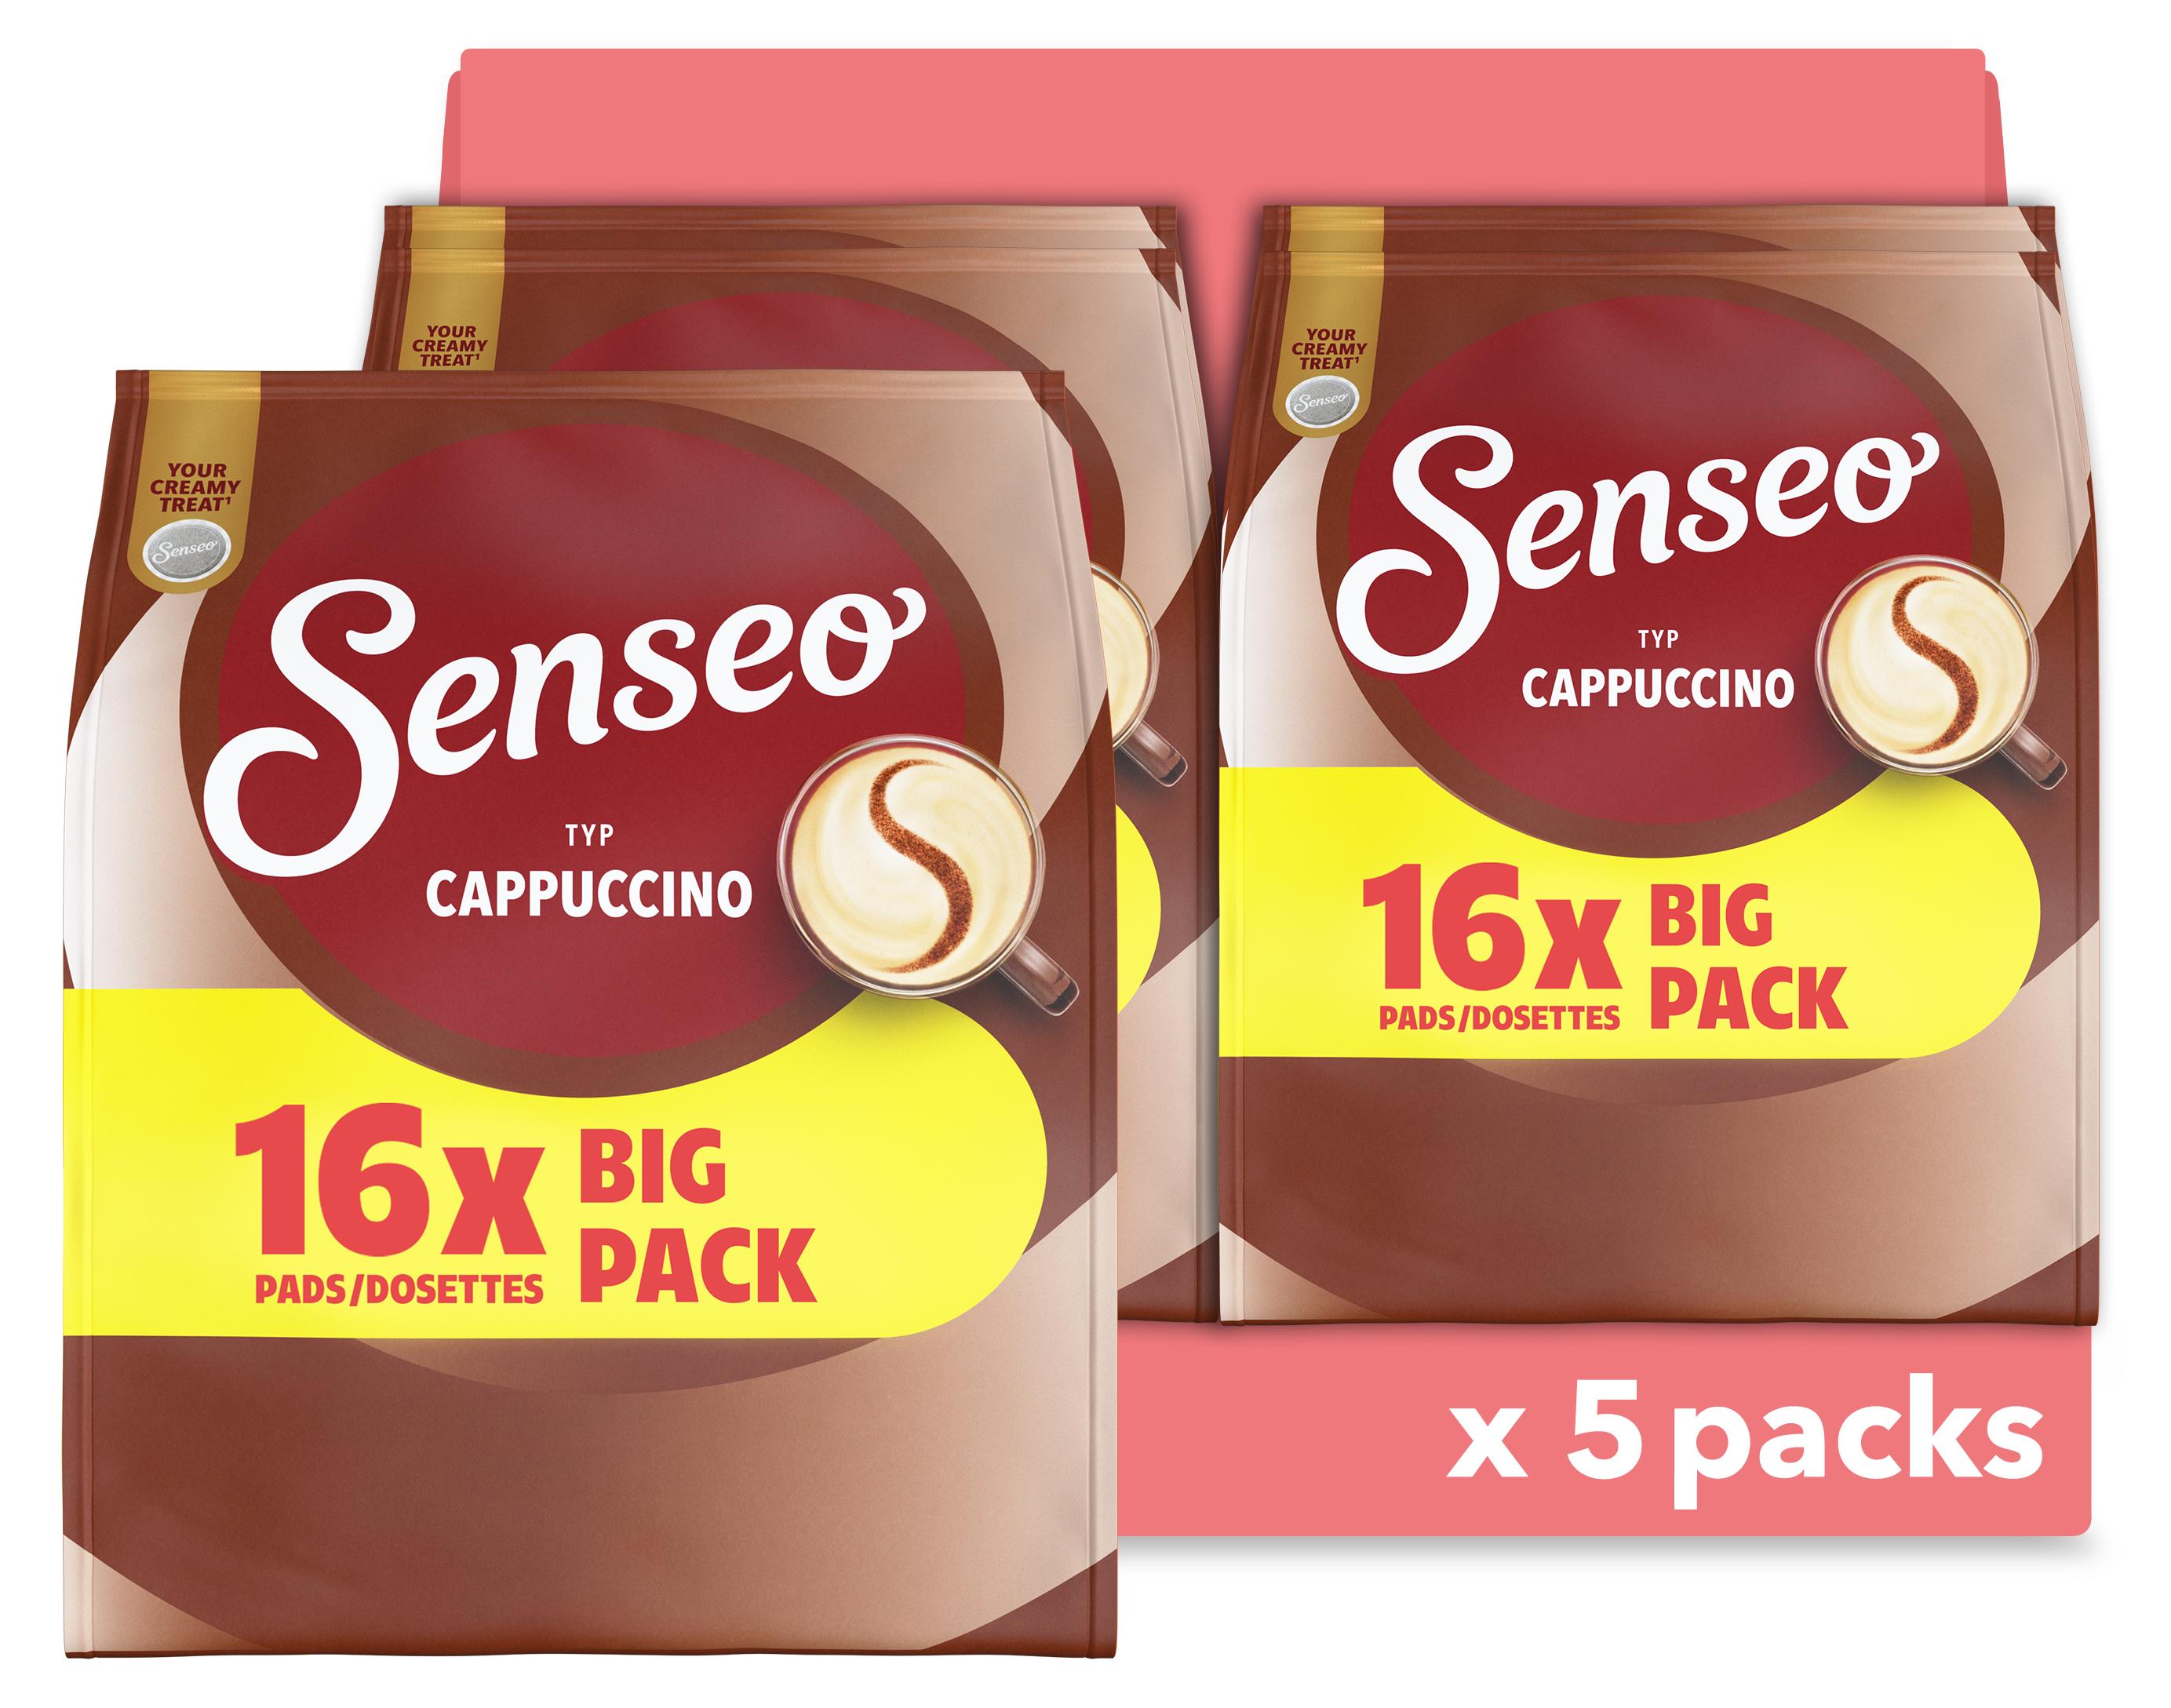 YOUR
CREAMY
TREAT¹
Senseo
Senseo
TYP
CAPPUCCINO
16x
PADS/DOSETTES
BIG
PACK
YOUR
CREAMY
TREAT¹
YOUR
CREAMY
TREAT¹
Senseo
Senseo
TYP
CAPPUCCINO
16x
PADS/DOSETTES
BIG
PACK
x 5 packs